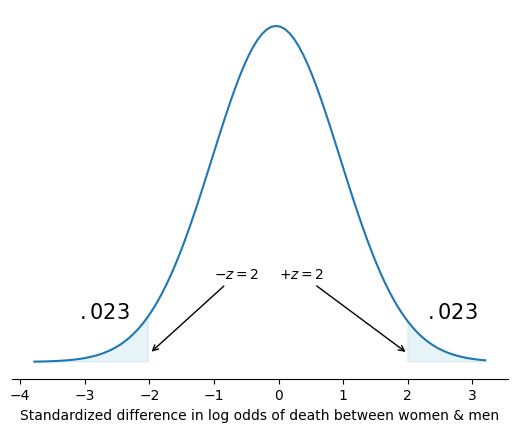 −z = 2 +z = 2
.023 .023
−4 −3 −2 −1 0 1 2 3
Standardized difference in log odds of death between women & men